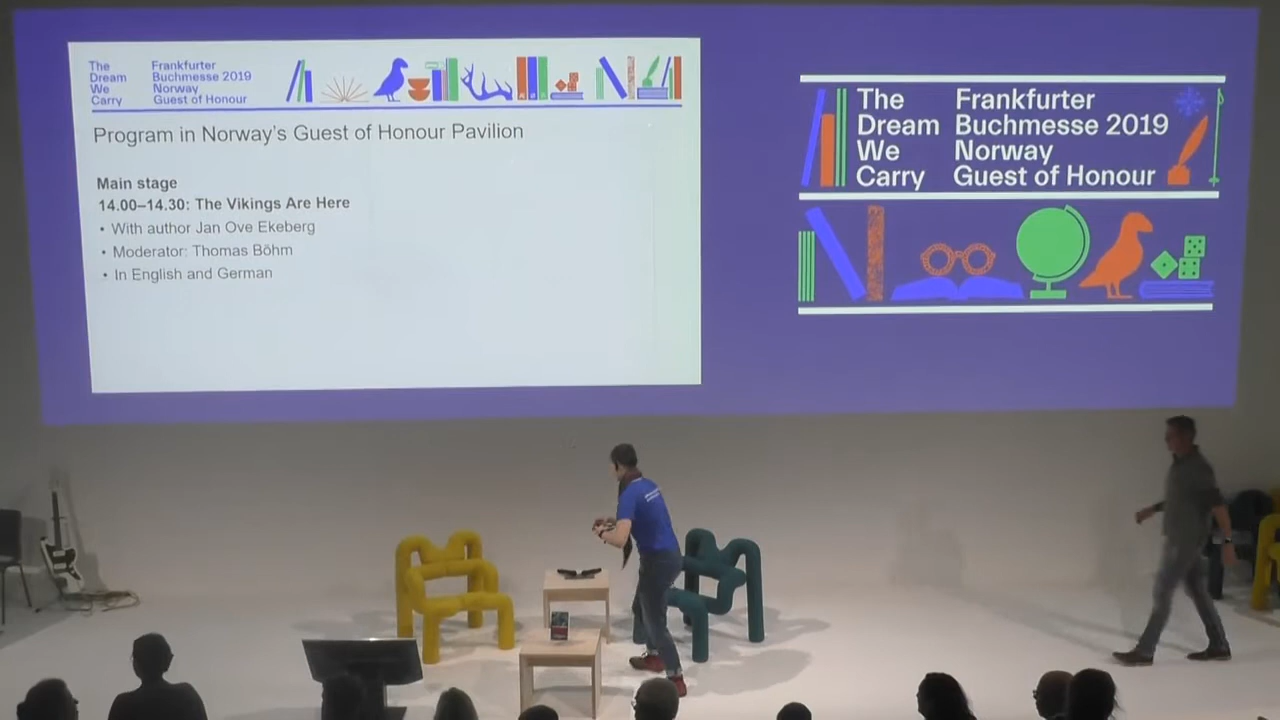 The Dream We Carry
Frankfurter Buchmesse 2019 Norway Guest of Honour
Program in Norway's Guest of Honour Pavilion
Main stage
14.00–14.30: The Vikings Are Here
• With author Jan Ove Ekeberg
• Moderator: Thomas Böhm
• In English and German
The Frankfurter
Dream Buchmesse 2019
We Norway
Carry Guest of Honour